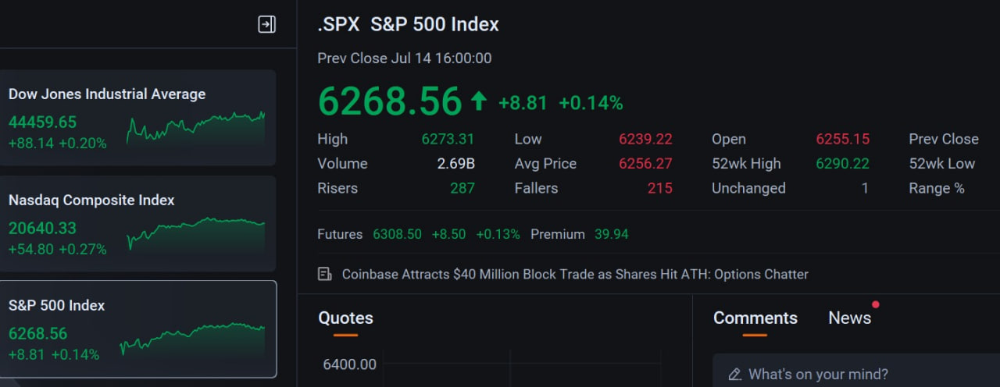 Dow Jones Industrial Average
44459.65
+88.14 +0.20%
Nasdaq Composite Index
20640.33
+54.80 +0.27%
S&P 500 Index
6268.56
+8.81 +0.14%
.SPX S&P 500 Index
Prev Close Jul 14 16:00:00
6268.56 +8.81 +0.14%
High 6273.31 Low 6239.22 Open 6255.15 Prev Close
Volume 2.69B Avg Price 6256.27 52wk High 6290.22 52wk Low
Risers 287 Fallers 215 Unchanged 1 Range %
Futures 6308.50 +8.50 +0.13% Premium 39.94
Coinbase Attracts $40 Million Block Trade as Shares Hit ATH: Options Chatter
Quotes
6400.00
Comments News
What's on your mind?